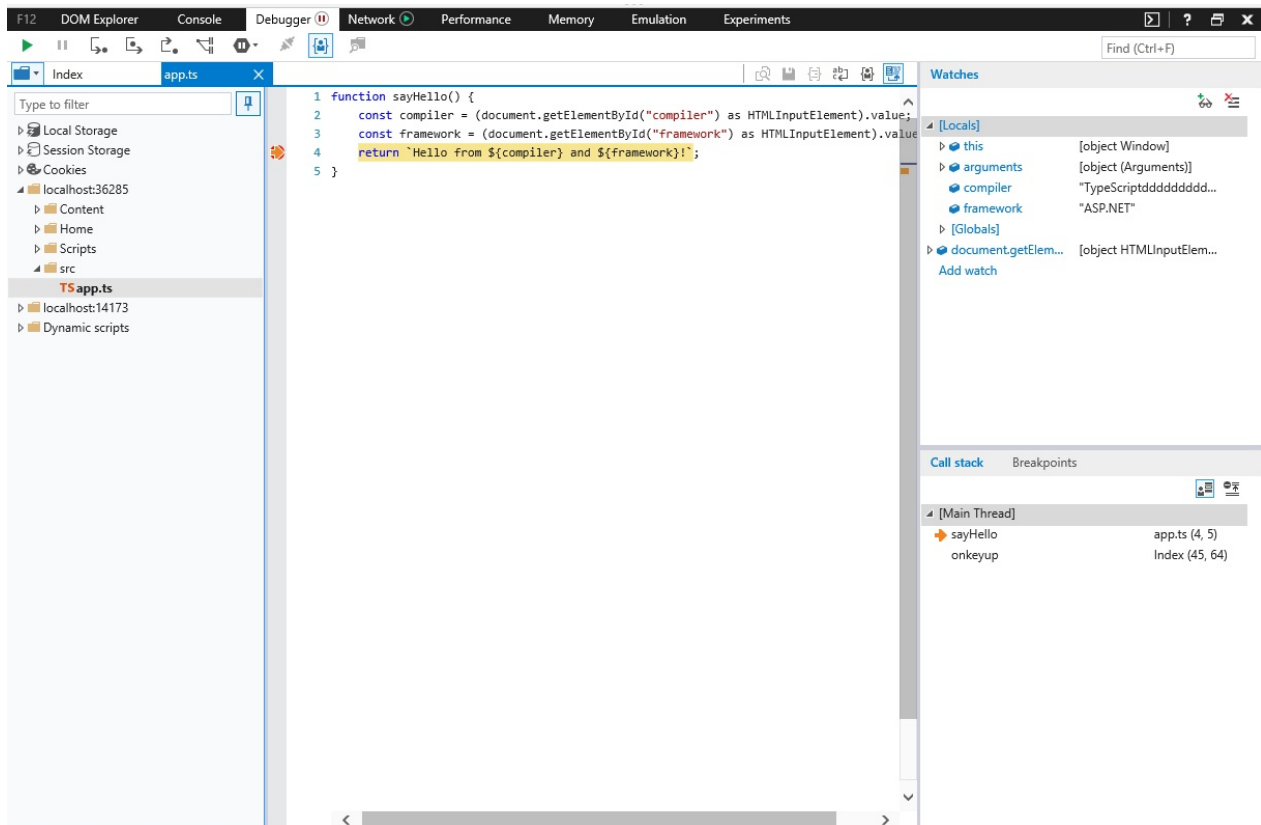 F12 DOM Explorer Console Debugger Network Performance Memory Emulation Experiments ?
Find (Ctrl+F)
Index app.ts
Type to filter
Local Storage
Session Storage
Cookies
localhost:36285
Content
Home
Scripts
src
TS app.ts
localhost:14173
Dynamic scripts
1 function sayHello() {
2 const compiler = (document.getElementById("compiler") as HTMLInputElement).value;
3 const framework = (document.getElementById("framework") as HTMLInputElement).value
4 return `Hello from ${compiler} and ${framework}!`;
5 }
Watches
[Locals]
this [object Window]
arguments [object (Arguments)]
compiler "TypeScriptdddddddddd...
framework "ASP.NET"
[Globals]
document.getElem... [object HTMLInputElem...
Add watch
Call stack Breakpoints
[Main Thread]
sayHello app.ts (4, 5)
onkeyup Index (45, 64)